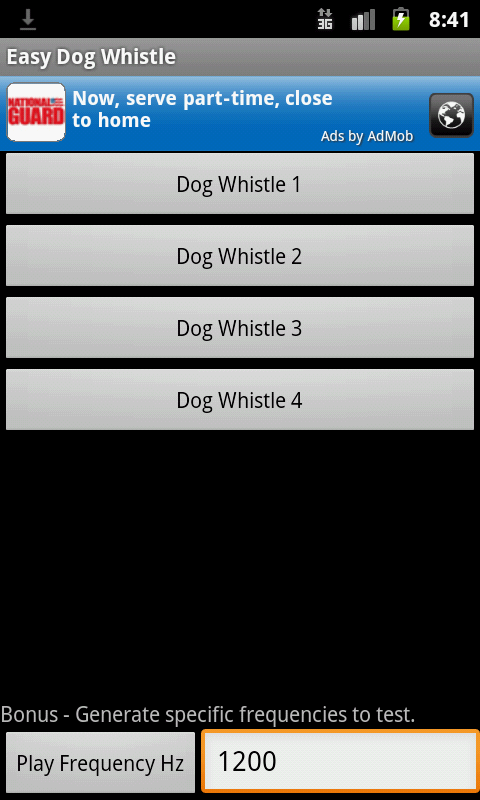 3G 8:41
Easy Dog Whistle
NATIONAL GUARD
Now, serve part-time, close
to home
Ads by AdMob
Dog Whistle 1
Dog Whistle 2
Dog Whistle 3
Dog Whistle 4
Bonus - Generate specific frequencies to test.
Play Frequency Hz 1200